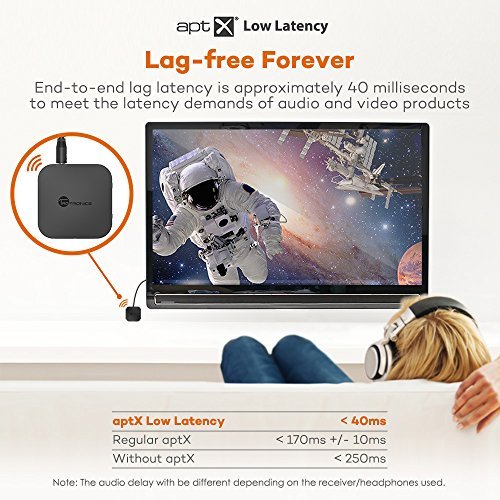 aptX® Low Latency
Lag-free Forever
End-to-end lag latency is approximately 40 milliseconds
to meet the latency demands of audio and video products
TaoTronics
aptX Low Latency < 40ms
Regular aptX < 170ms +/- 10ms
Without aptX < 250ms
Note: The audio delay with be different depending on the receiver/headphones used.